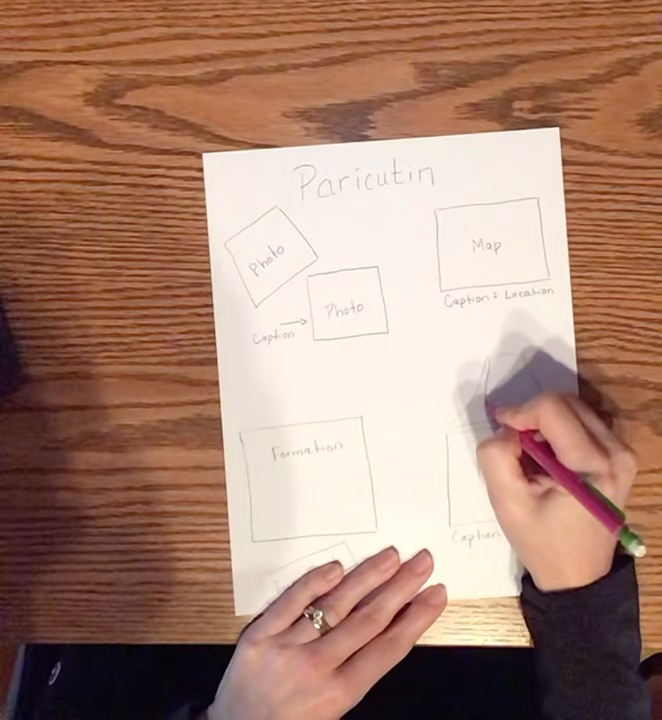 Paricutin
Photo
Map
Photo
Caption & Location
Caption
Formation
Caption